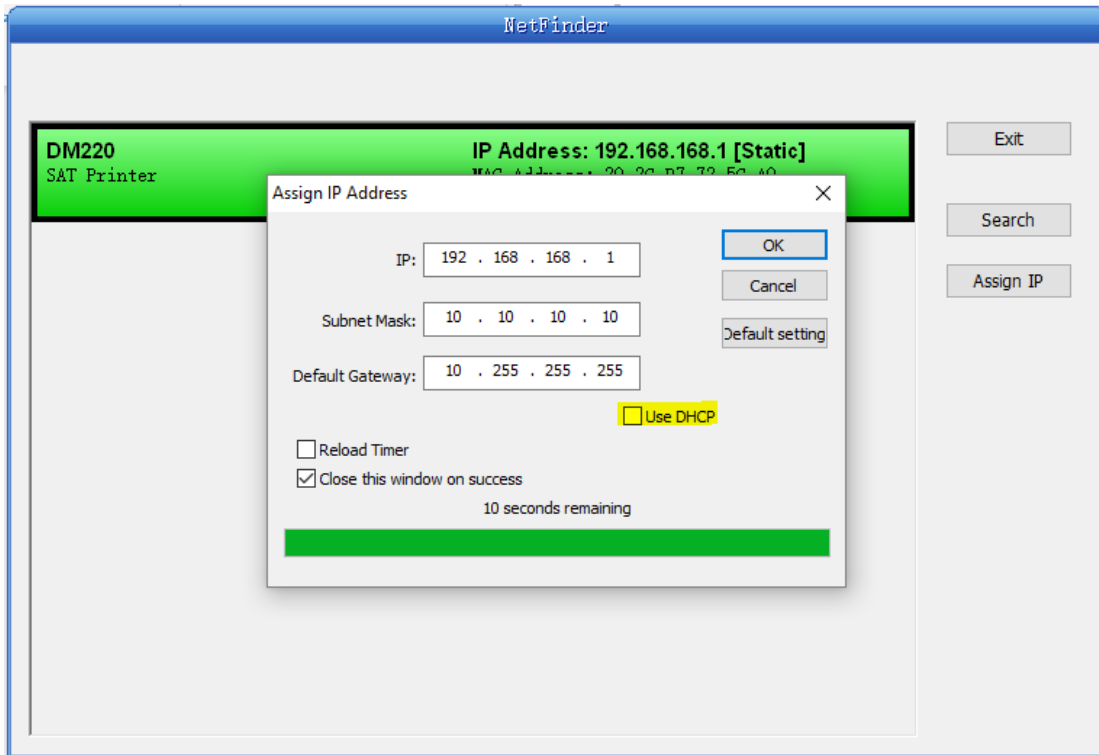 NetFinder
DM220
SAT Printer
IP Address: 192.168.168.1 [Static]
Exit
Search
Assign IP
Assign IP Address
IP: 192 . 168 . 168 . 1
OK
Cancel
Subnet Mask: 10 . 10 . 10 . 10
Default setting
Default Gateway: 10 . 255 . 255 . 255
Use DHCP
Reload Timer
Close this window on success
10 seconds remaining